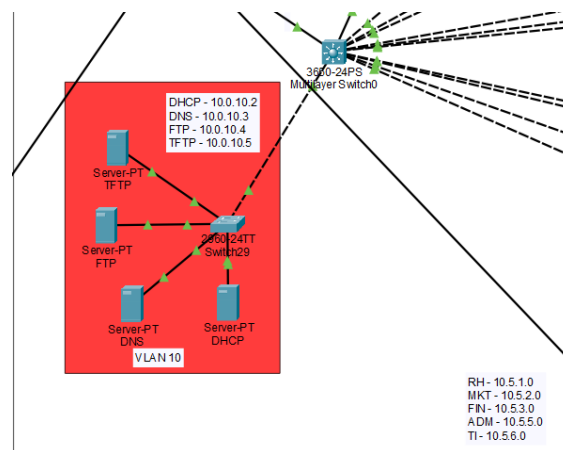 3650-24PS
Multilayer Switch0
DHCP - 10.0.10.2
DNS - 10.0.10.3
FTP - 10.0.10.4
TFTP - 10.0.10.5
Server-PT
TFTP
2960-24TT
Switch29
Server-PT
FTP
Server-PT
DNS
Server-PT
DHCP
VLAN 10
RH - 10.5.1.0
MKT - 10.5.2.0
FIN - 10.5.3.0
ADM - 10.5.5.0
TI - 10.5.6.0